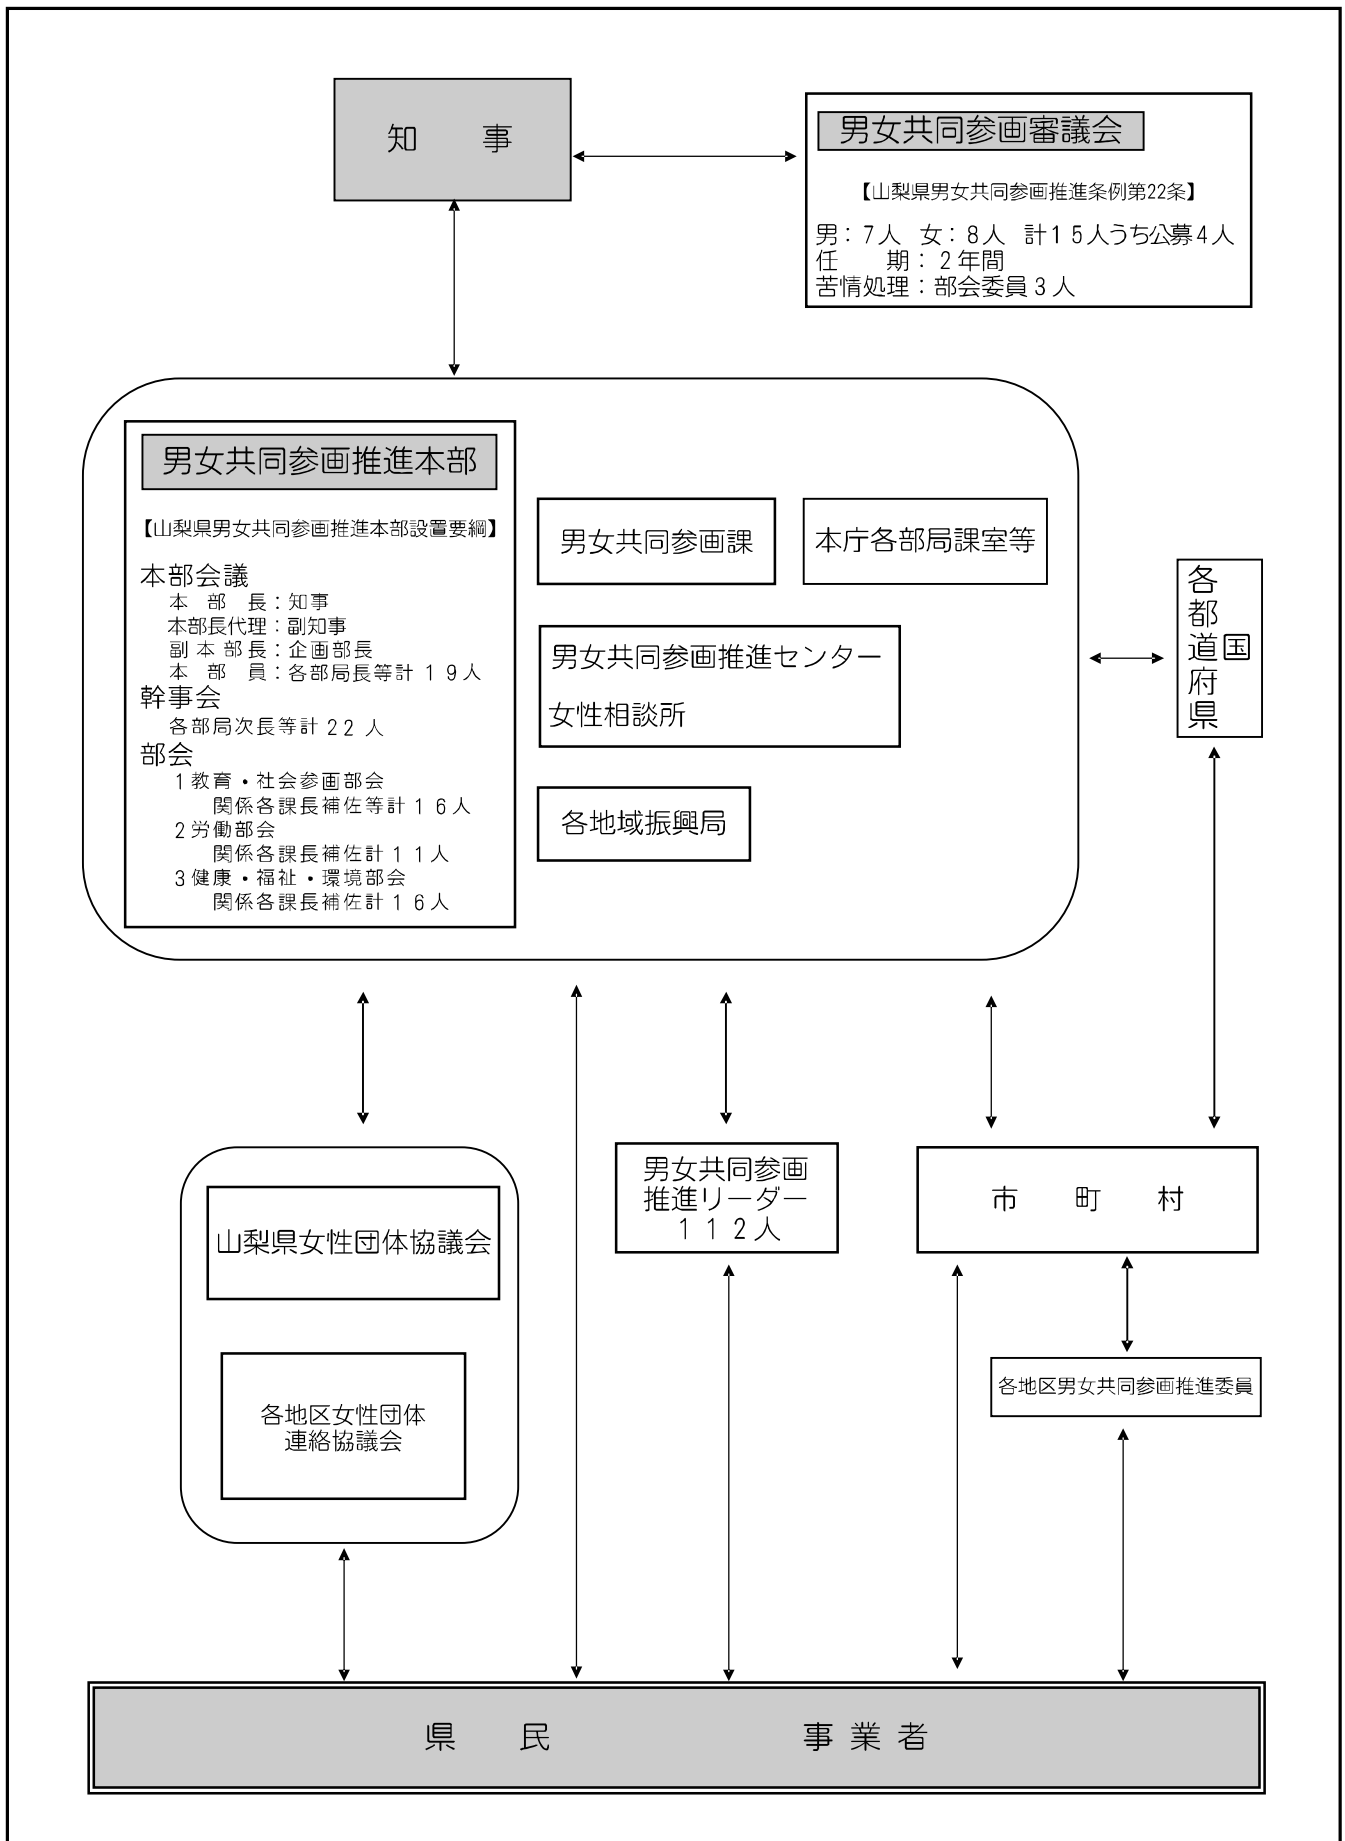 知　事
男女共同参画審議会
【山梨県男女共同参画推進条例第22条】
男：7人　女：8人　計15人うち公募4人
任　　期：2年間
苦情処理：部会委員3人
男女共同参画推進本部
【山梨県男女共同参画推進本部設置要綱】
本部会議
本　部　長：知事
本部長代理：副知事
副本部長：企画部長
本　部　員：各部局長等計19人
幹事会
各部局次長等計22人
部会
1教育・社会参画部会
関係各課長補佐等計16人
2労働部会
関係各課長補佐計11人
3健康・福祉・環境部会
関係各課長補佐計16人
男女共同参画課
本庁各部局課室等
男女共同参画推進センター
女性相談所
各地域振興局
国
各都道府県
山梨県女性団体協議会
各地区女性団体
連絡協議会
男女共同参画
推進リーダー
112人
市　町　村
各地区男女共同参画推進委員
県　民　　　　　事業者